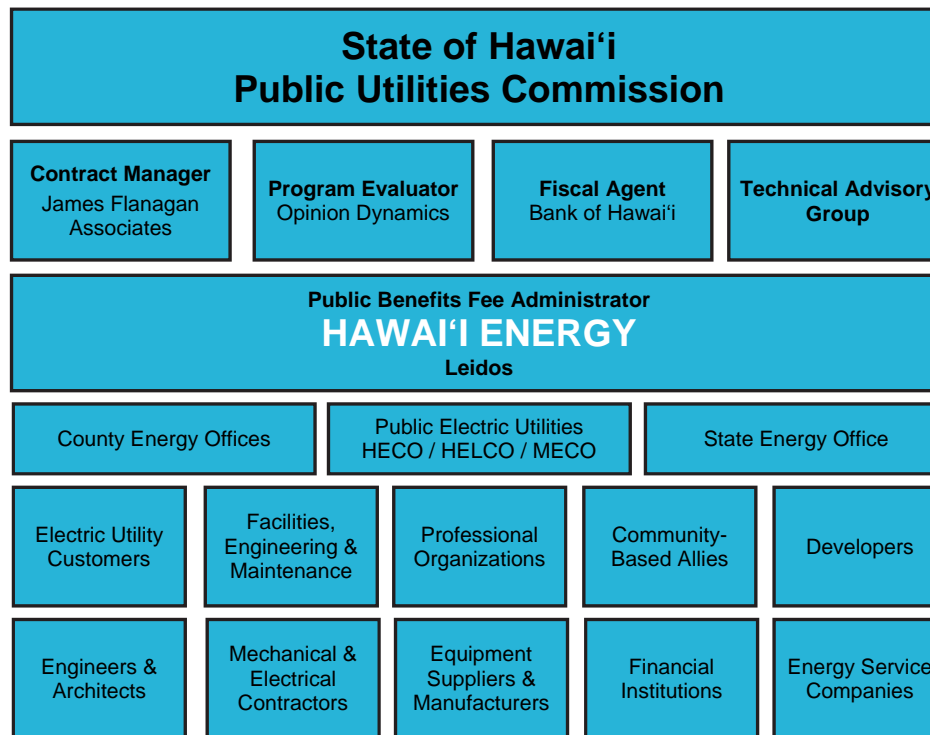 State of Hawai‘i
Public Utilities Commission
Contract Manager
James Flanagan
Associates
Program Evaluator
Opinion Dynamics
Fiscal Agent
Bank of Hawai‘i
Technical Advisory
Group
Public Benefits Fee Administrator
HAWAI‘I ENERGY
Leidos
County Energy Offices
Public Electric Utilities
HECO / HELCO / MECO
State Energy Office
Electric Utility
Customers
Facilities,
Engineering &
Maintenance
Professional
Organizations
Community-
Based Allies
Developers
Engineers &
Architects
Mechanical &
Electrical
Contractors
Equipment
Suppliers &
Manufacturers
Financial
Institutions
Energy Service
Companies